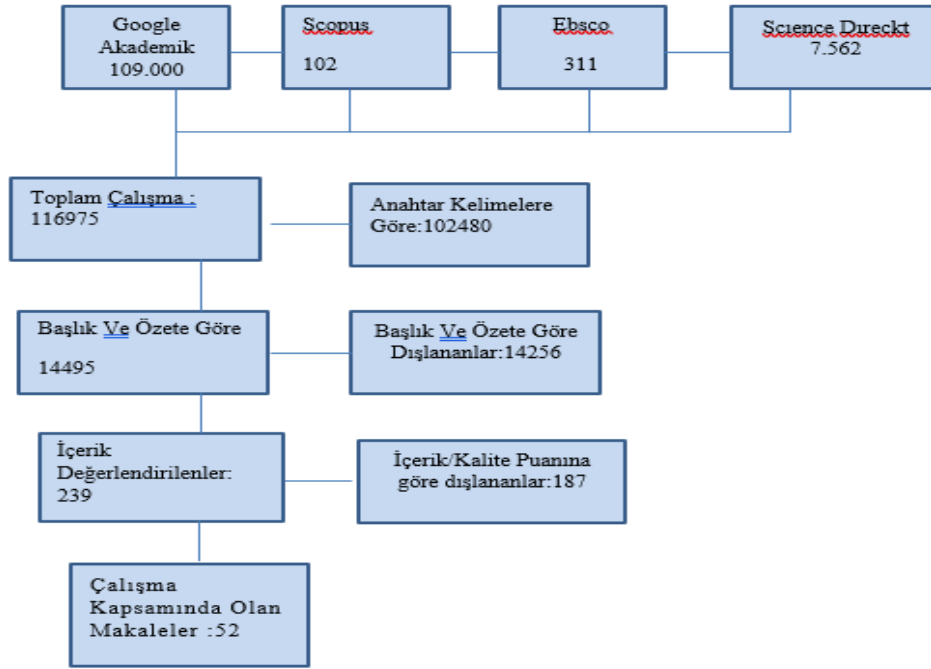 Google
Akademik
109.000
Scopus
102
Ebsco
311
Scıence Dıreckt
7.562
Toplam Çalışma :
116975
Anahtar Kelimelere
Göre:102480
Başlık Ve Özete Göre
14495
Başlık Ve Özete Göre
Dışlananlar:14256
İçerik
Değerlendirilenler:
239
İçerik/Kalite Puanına
göre dışlananlar:187
Çalışma
Kapsamında Olan
Makaleler :52